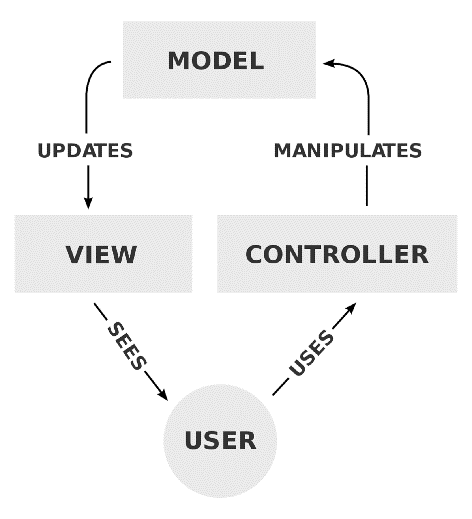 MODEL
UPDATES
MANIPULATES
VIEW
CONTROLLER
SEES
USES
USER